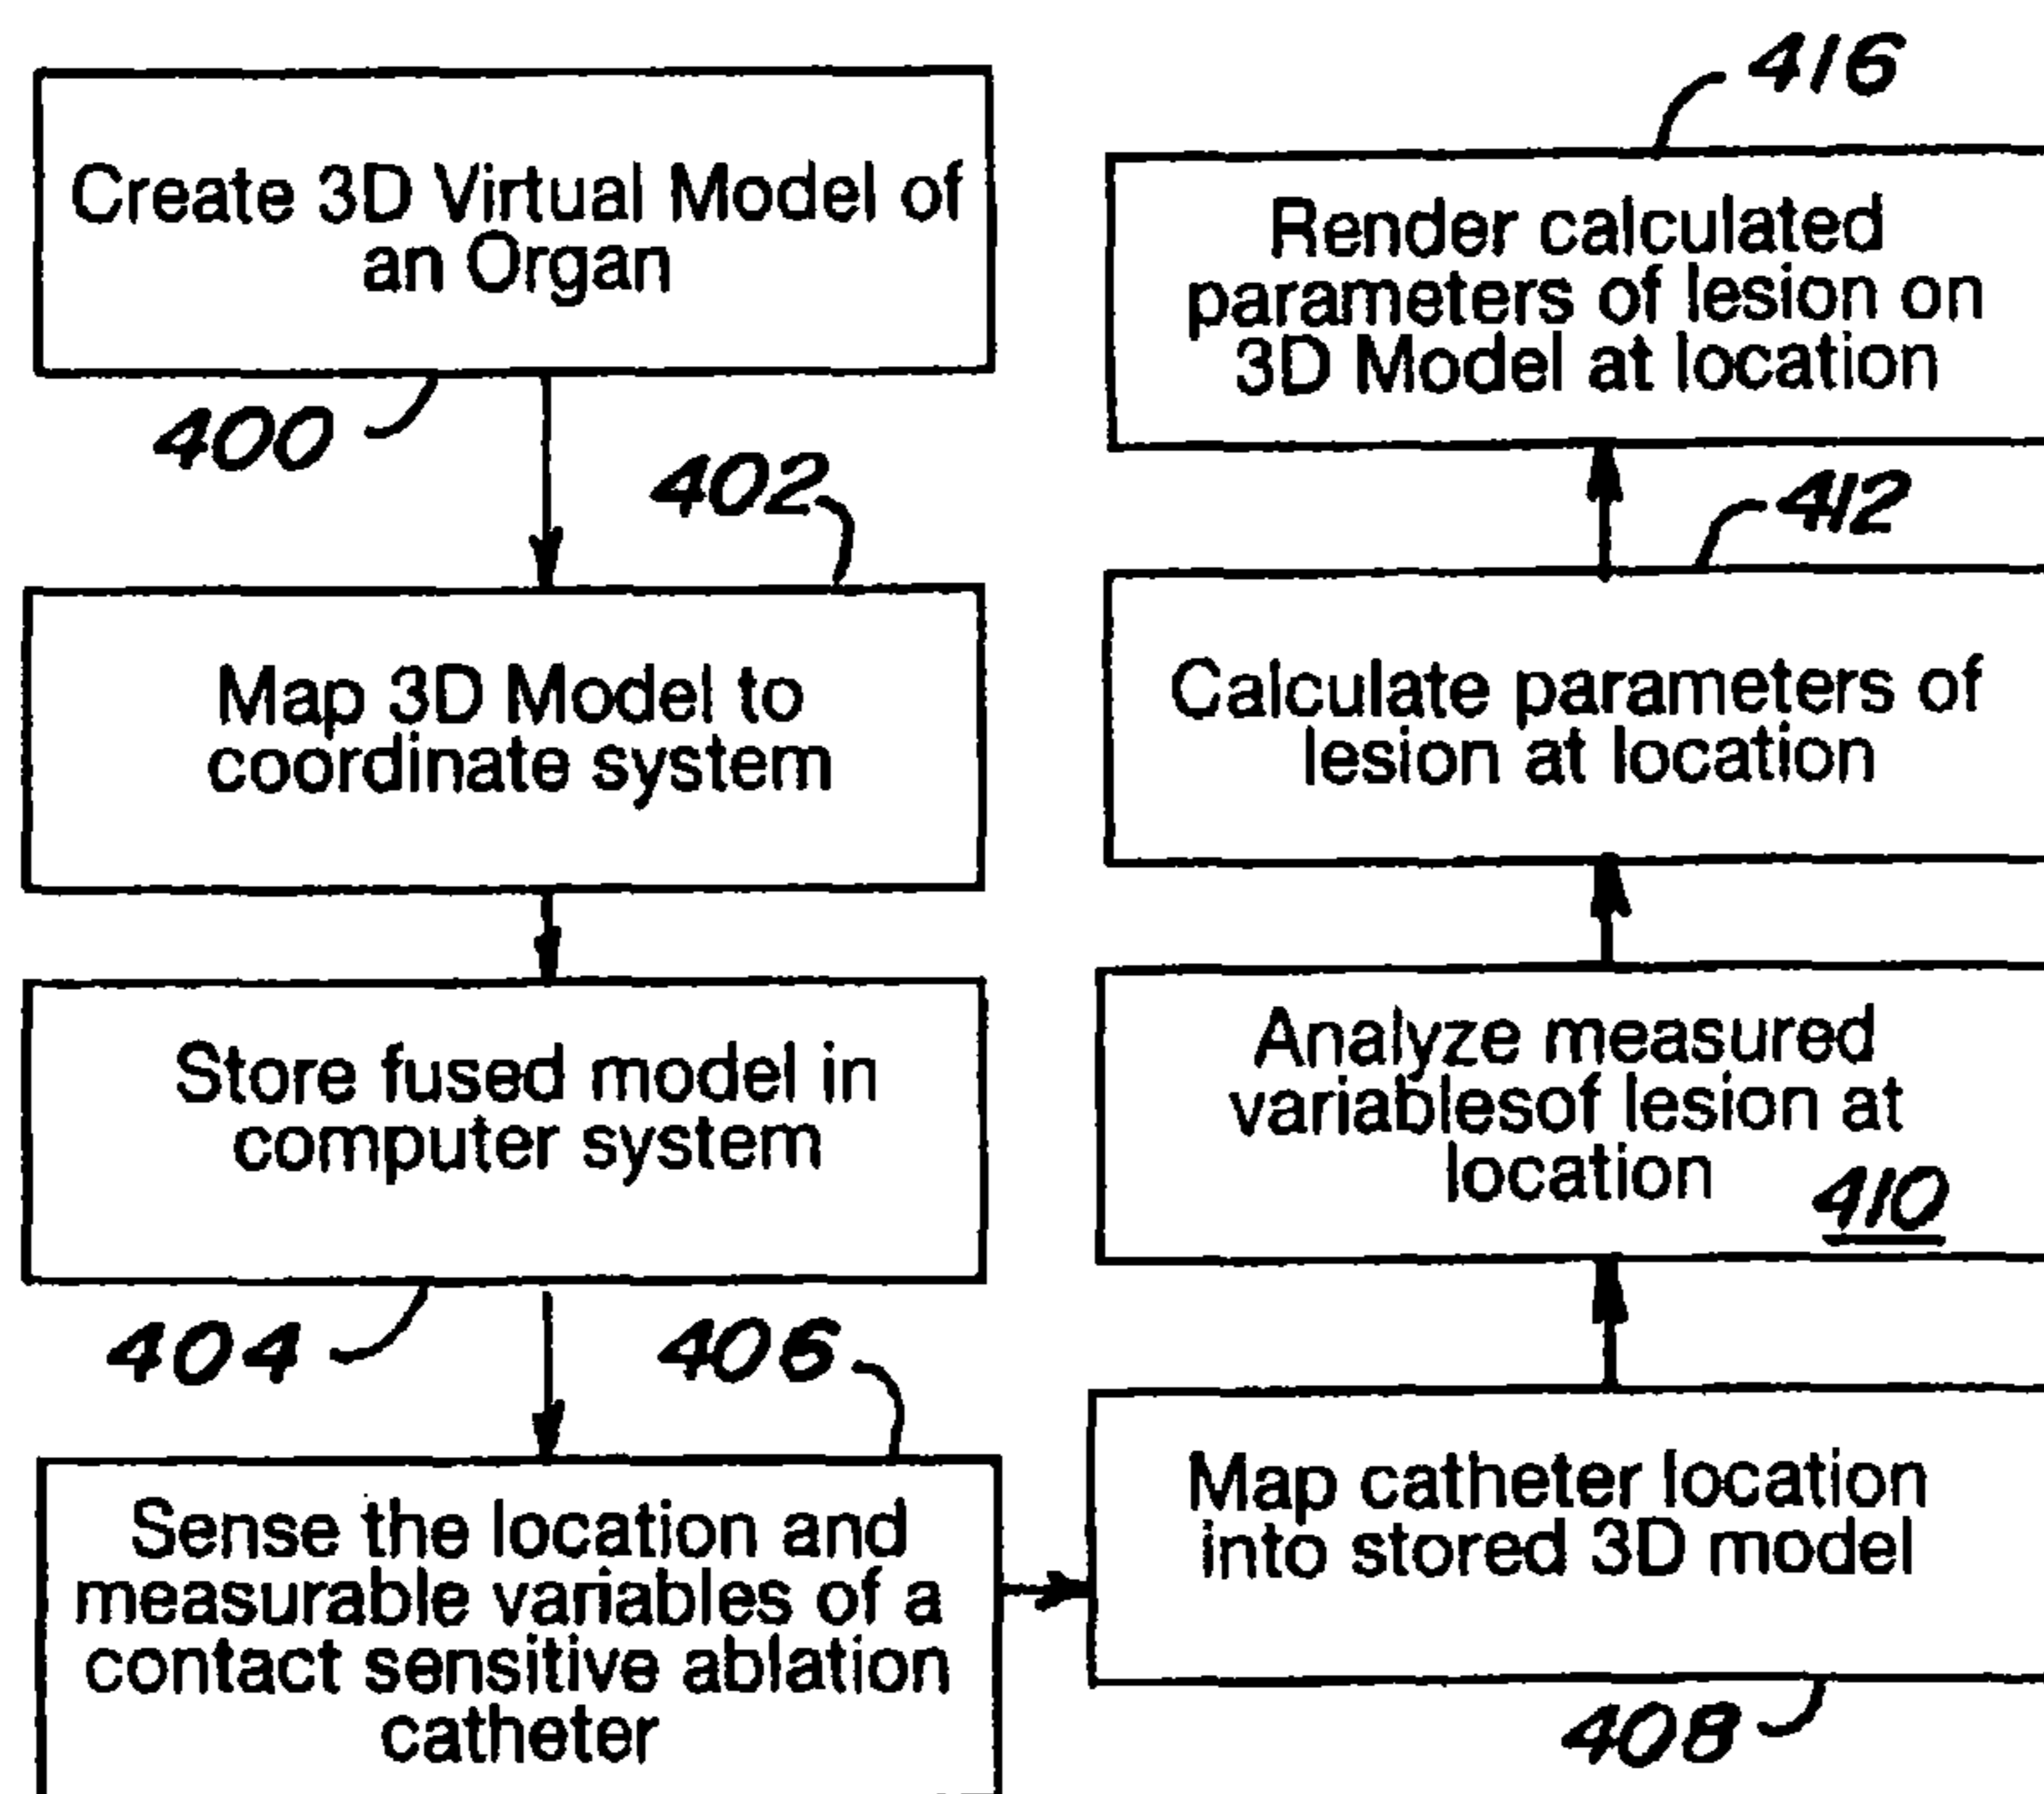 Create 3D Virtual Model of
an Organ
400
402
Map 3D Model to
coordinate system
Store fused model in
computer system
404
406
Sense the location and
measurable variables of a
contact sensitive ablation
catheter
416
Render calculated
parameters of lesion on
3D Model at location
412
Calculate parameters of
lesion at location
Analyze measured
variablesof lesion at
location
410
Map catheter location
into stored 3D model
408